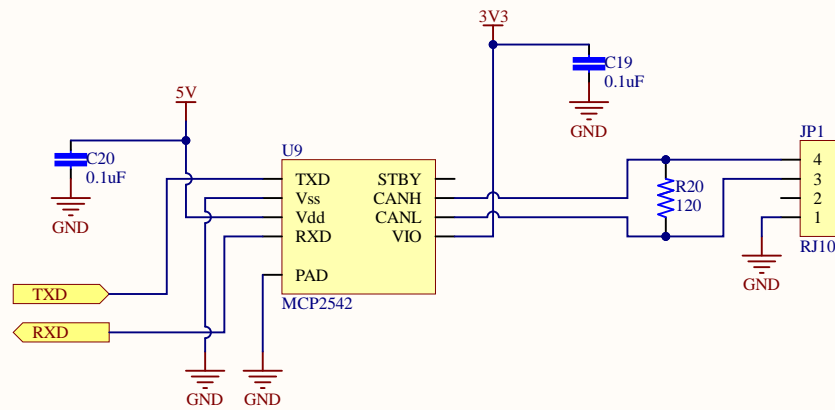 3V3
C19
0.1uF
GND
5V
C20
0.1uF
GND
U9
TXD STBY
Vss CANH
Vdd CANL
RXD VIO
PAD
MCP2542
JP1
4
3
2
1
RJ10
R20
120
GND
TXD
RXD
GND
GND